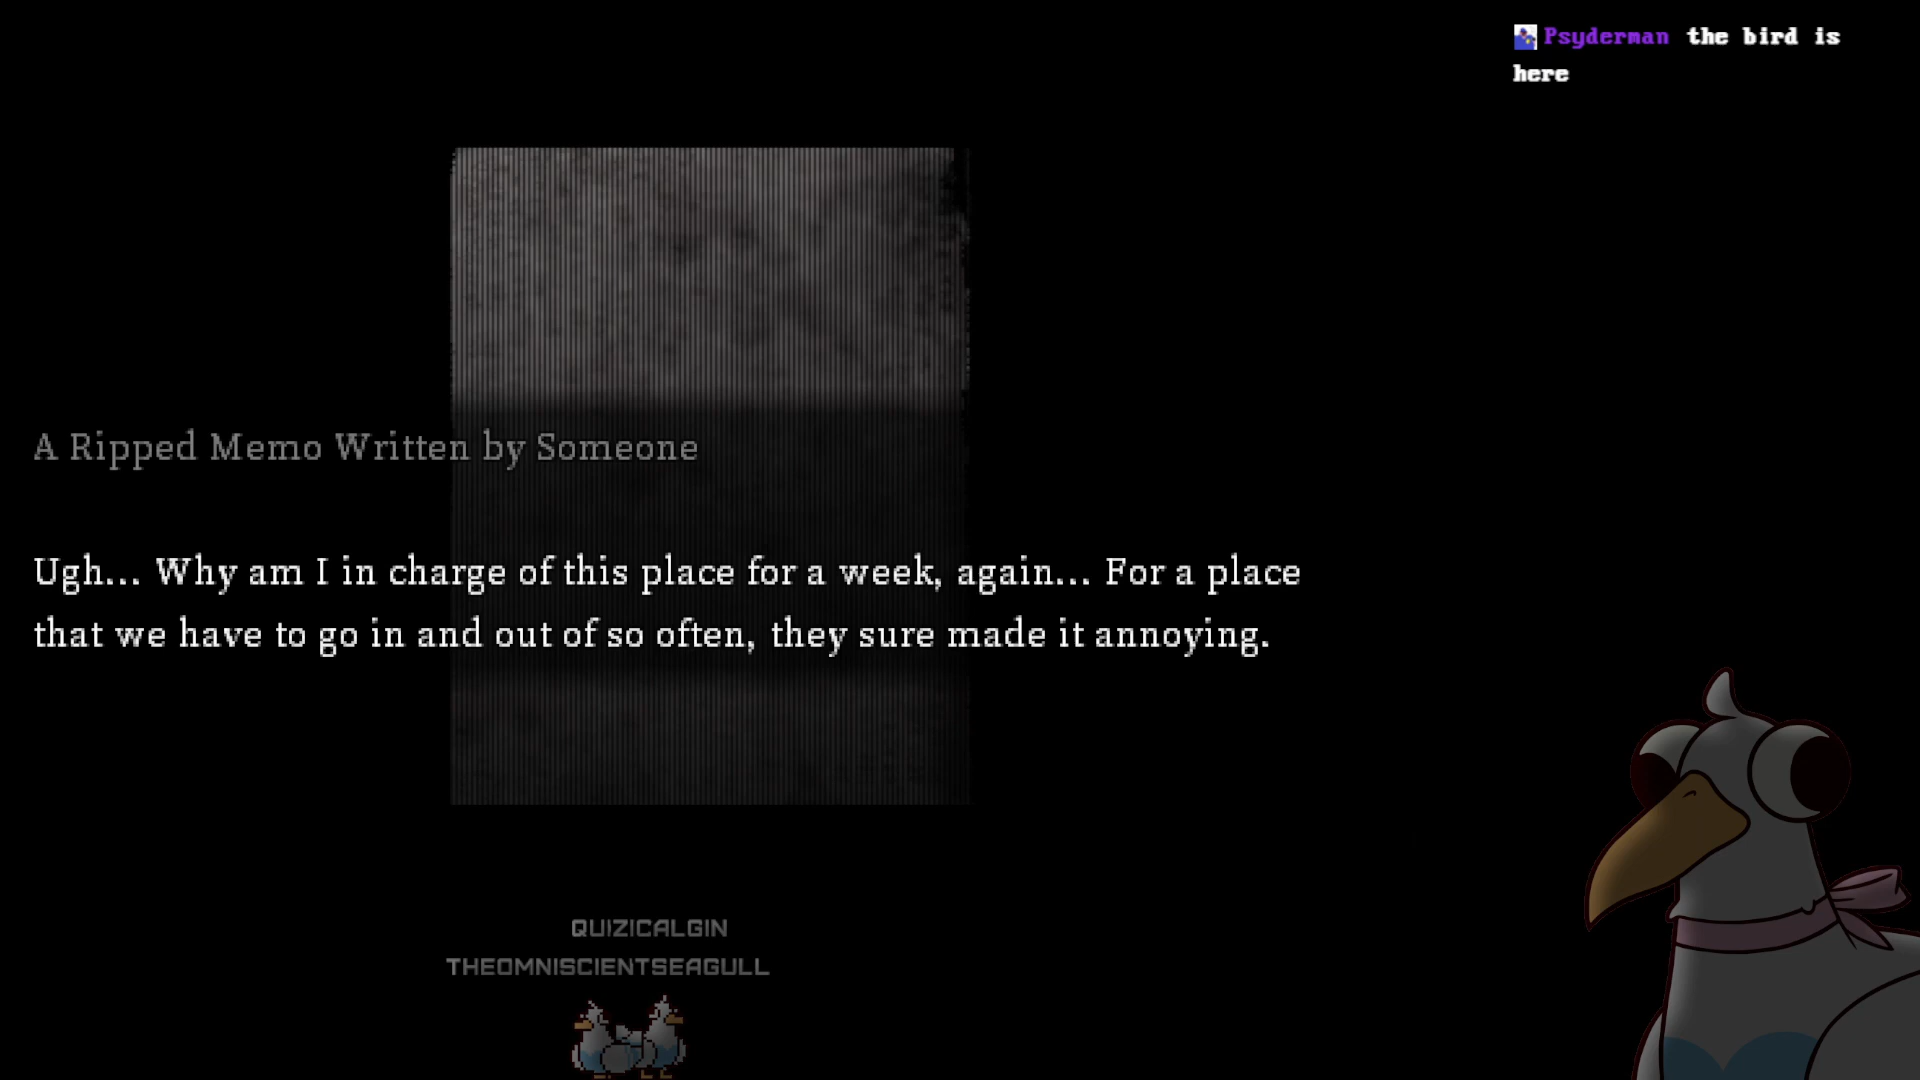 Psyderman the bird is
here
A Ripped Memo Written by Someone
Ugh... Why am I in charge of this place for a week, again... For a place
that we have to go in and out of so often, they sure made it annoying.
QUIZICALGIN
THEOMNISCIENTSEAGULL